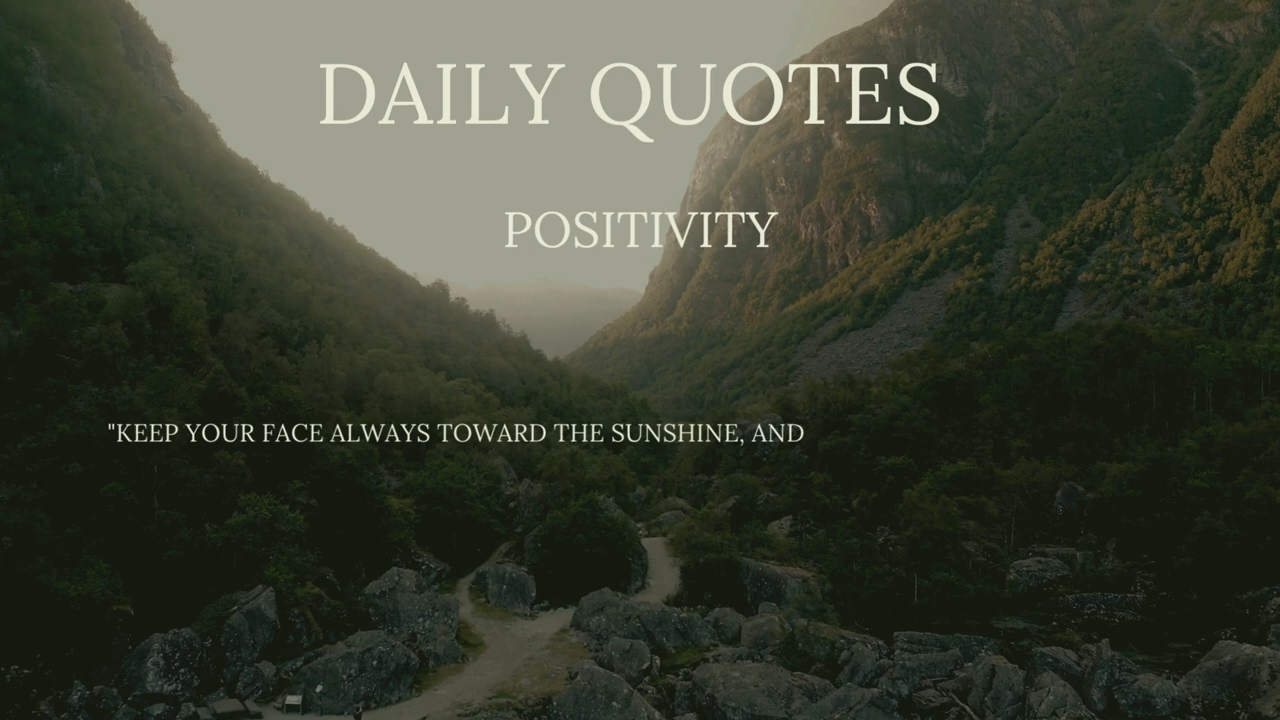 DAILY QUOTES
POSITIVITY
"KEEP YOUR FACE ALWAYS TOWARD THE SUNSHINE, AND